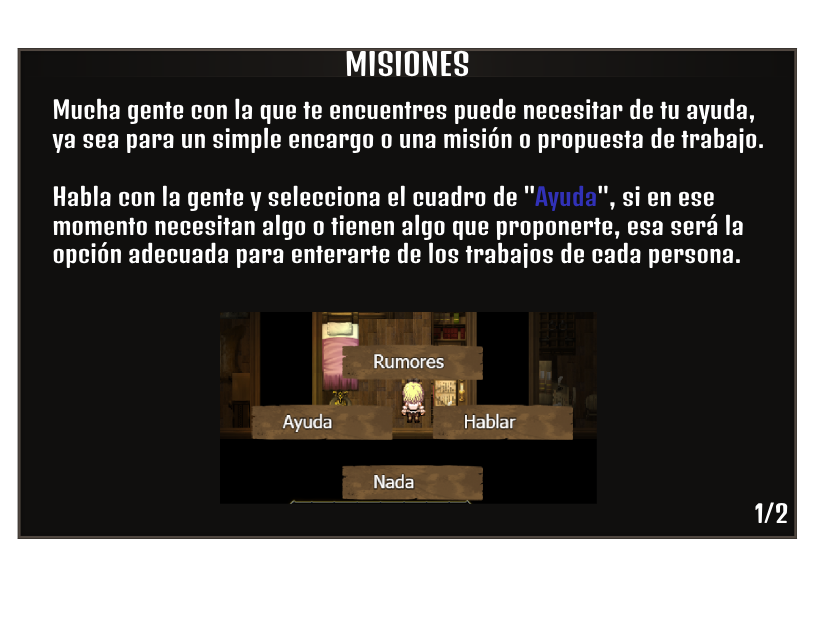 MISIONES
Mucha gente con la que te encuentres puede necesitar de tu ayuda,
ya sea para un simple encargo o una misión o propuesta de trabajo.
Habla con la gente y selecciona el cuadro de "Ayuda", si en ese
momento necesitan algo o tienen algo que proponerte, esa será la
opción adecuada para enterarte de los trabajos de cada persona.
Rumores
Ayuda
Hablar
Nada
1/2